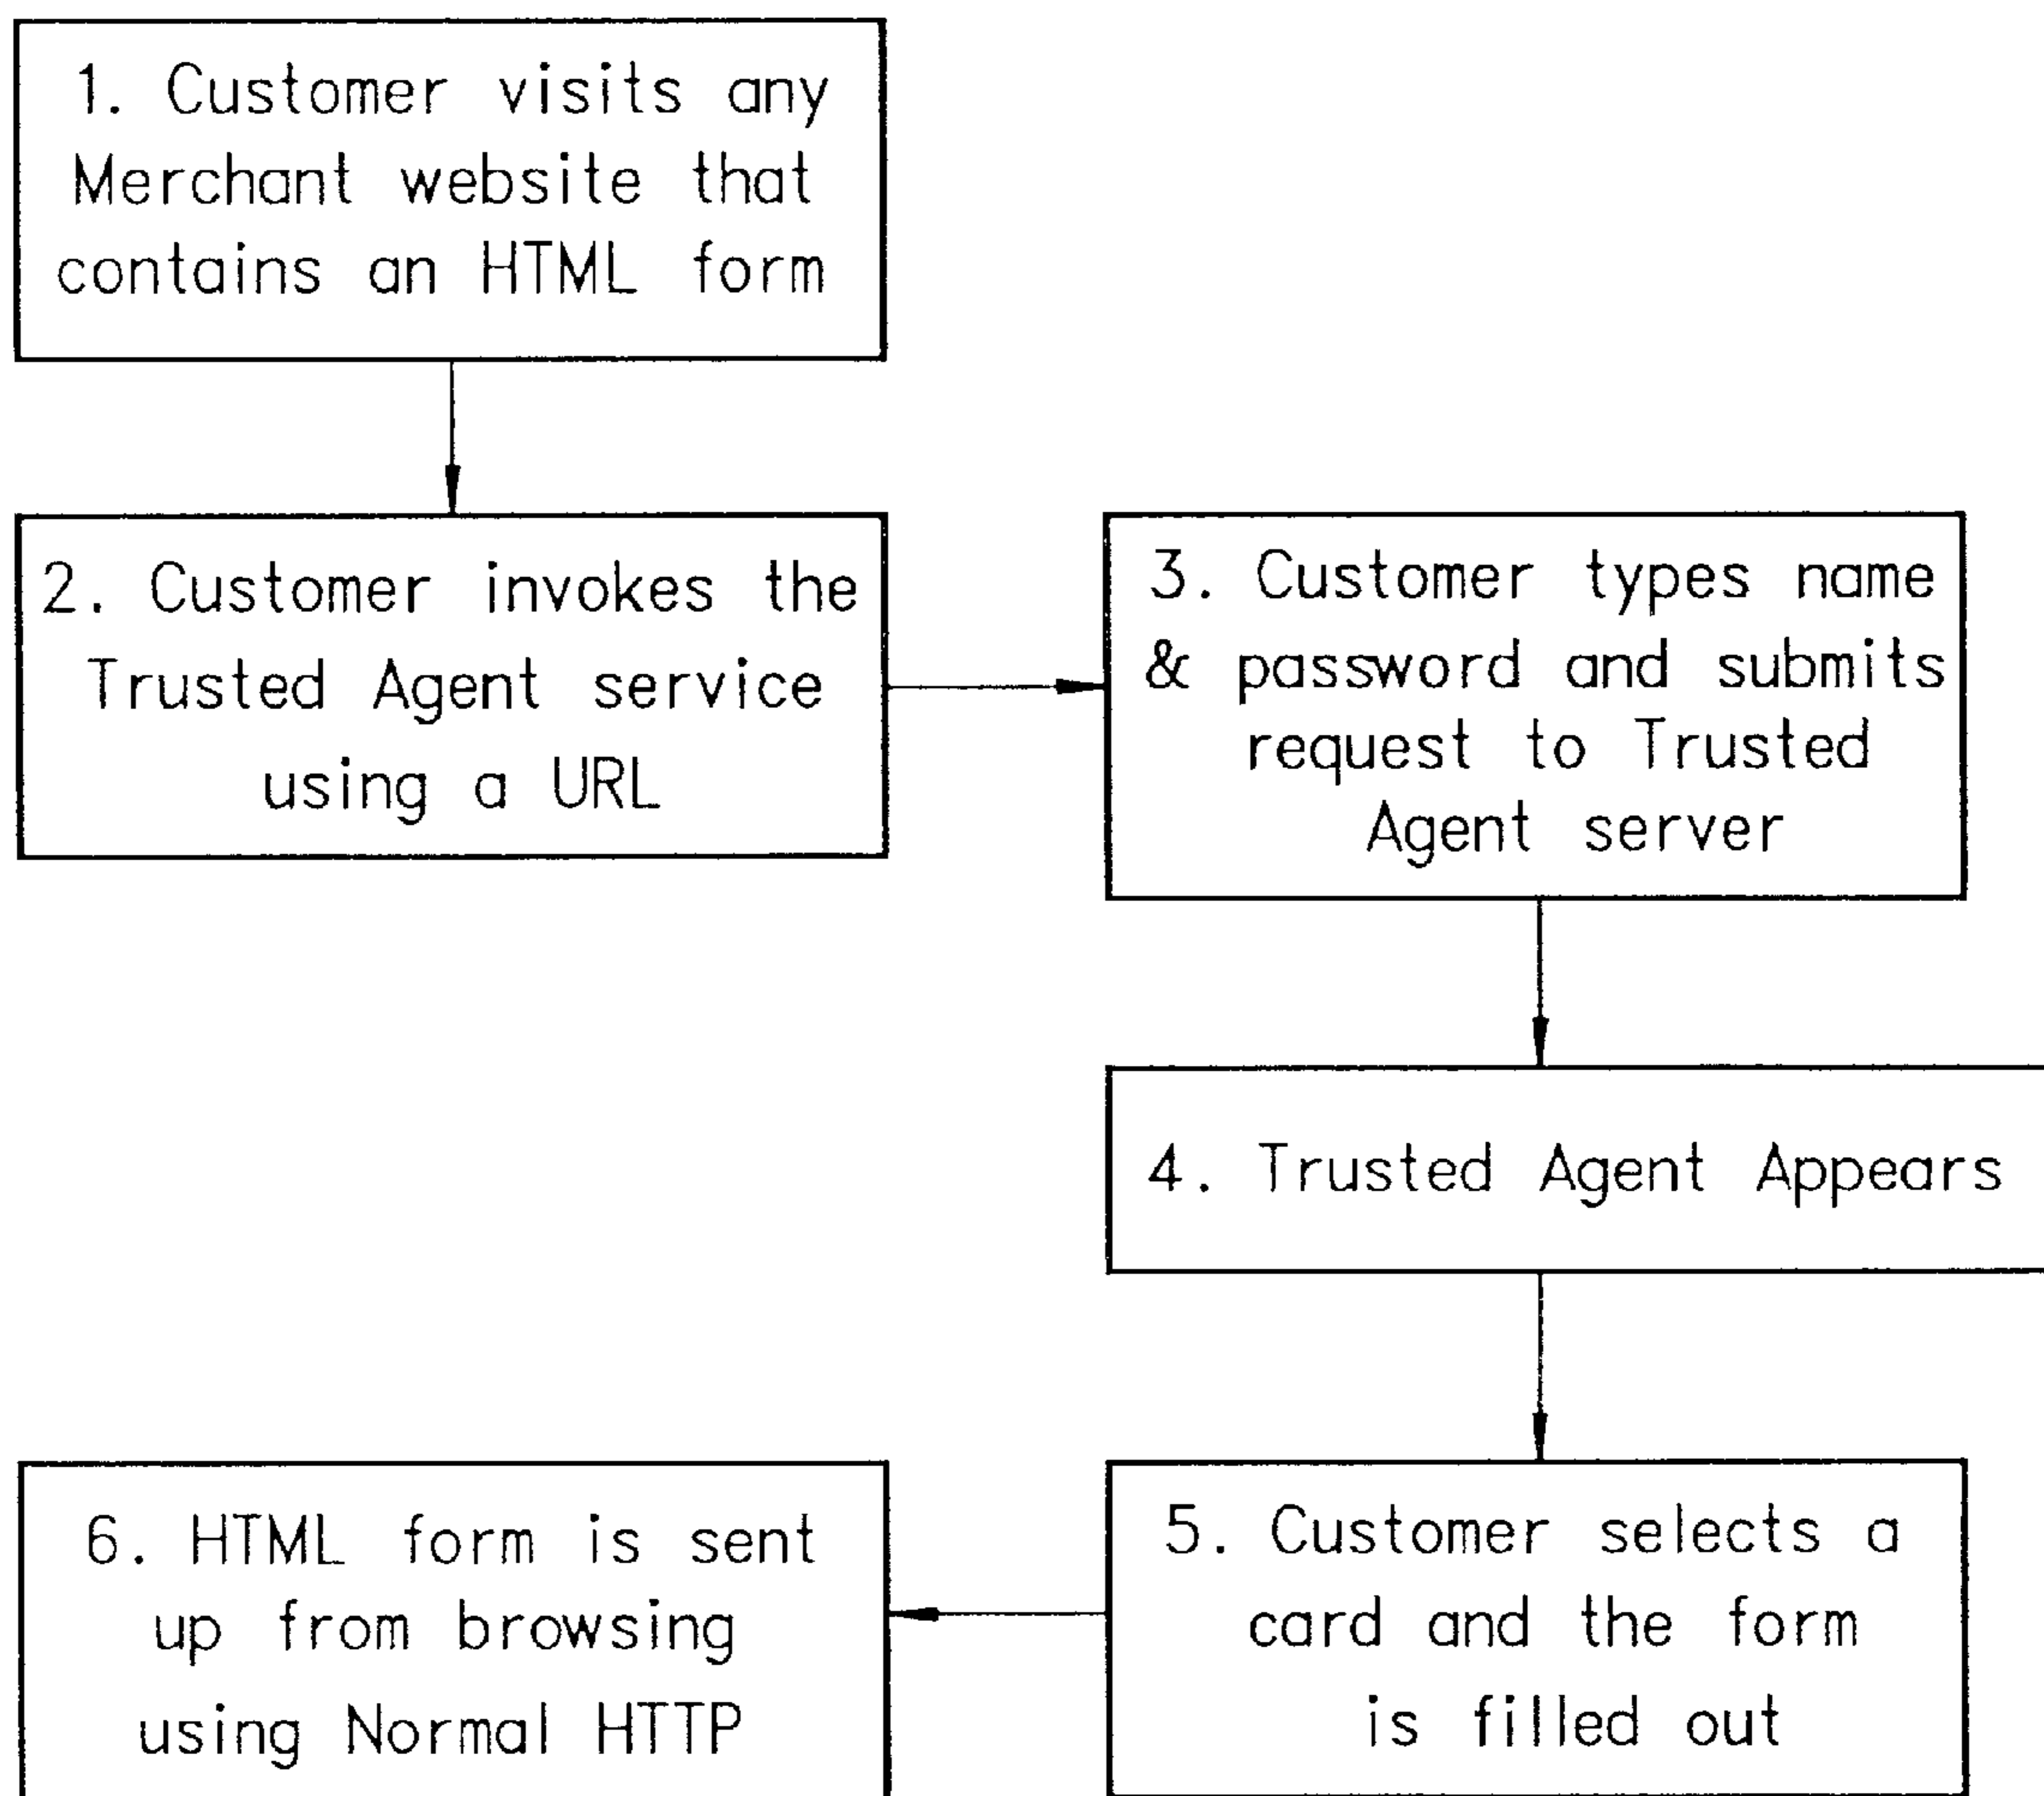 1. Customer visits any
Merchant website that
contains an HTML form
2. Customer invokes the
Trusted Agent service
using a URL
3. Customer types name
& password and submits
request to Trusted
Agent server
4. Trusted Agent Appears
5. Customer selects a
card and the form
is filled out
6. HTML form is sent
up from browsing
using Normal HTTP